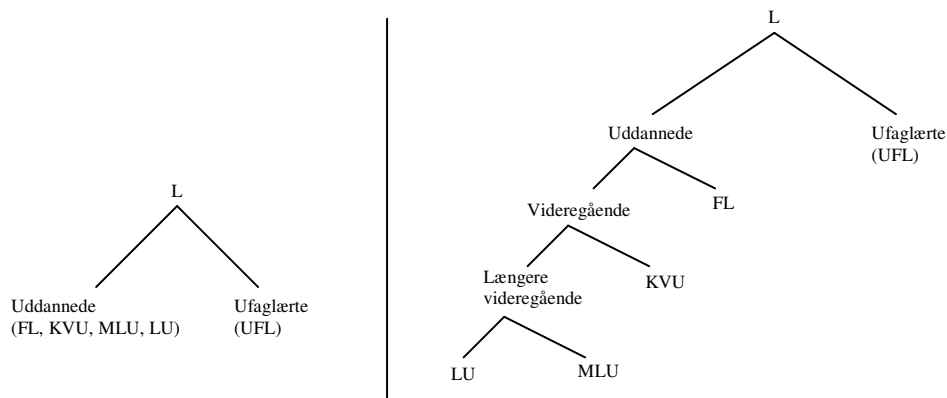 L
Uddannede
(FL, KVU, MLU, LU)
Ufaglærte
(UFL)
L
Uddannede
Ufaglærte
(UFL)
Videregående
FL
Længere
videregående
KVU
LU
MLU